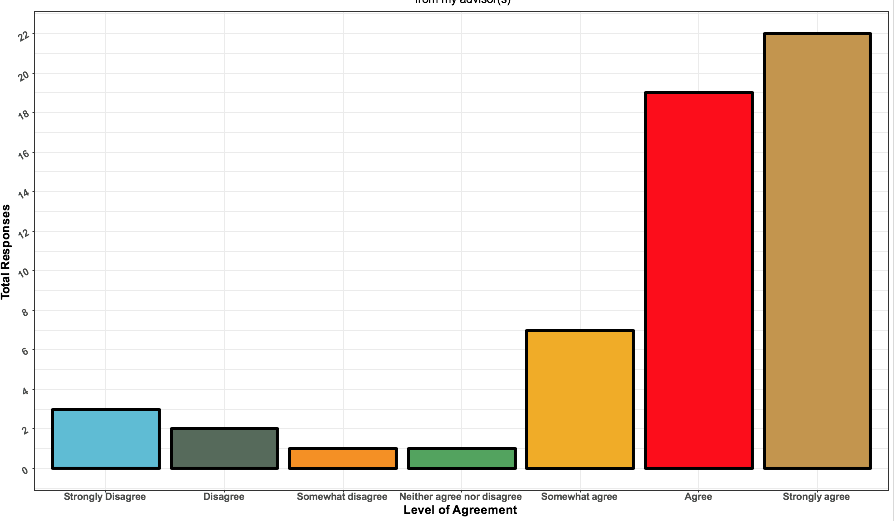 from my advisor(s)
22
20
18
16
14
12
10
8
6
4
2
0
Total Responses
Strongly Disagree
Disagree
Somewhat disagree
Neither agree nor disagree
Somewhat agree
Agree
Strongly agree
Level of Agreement